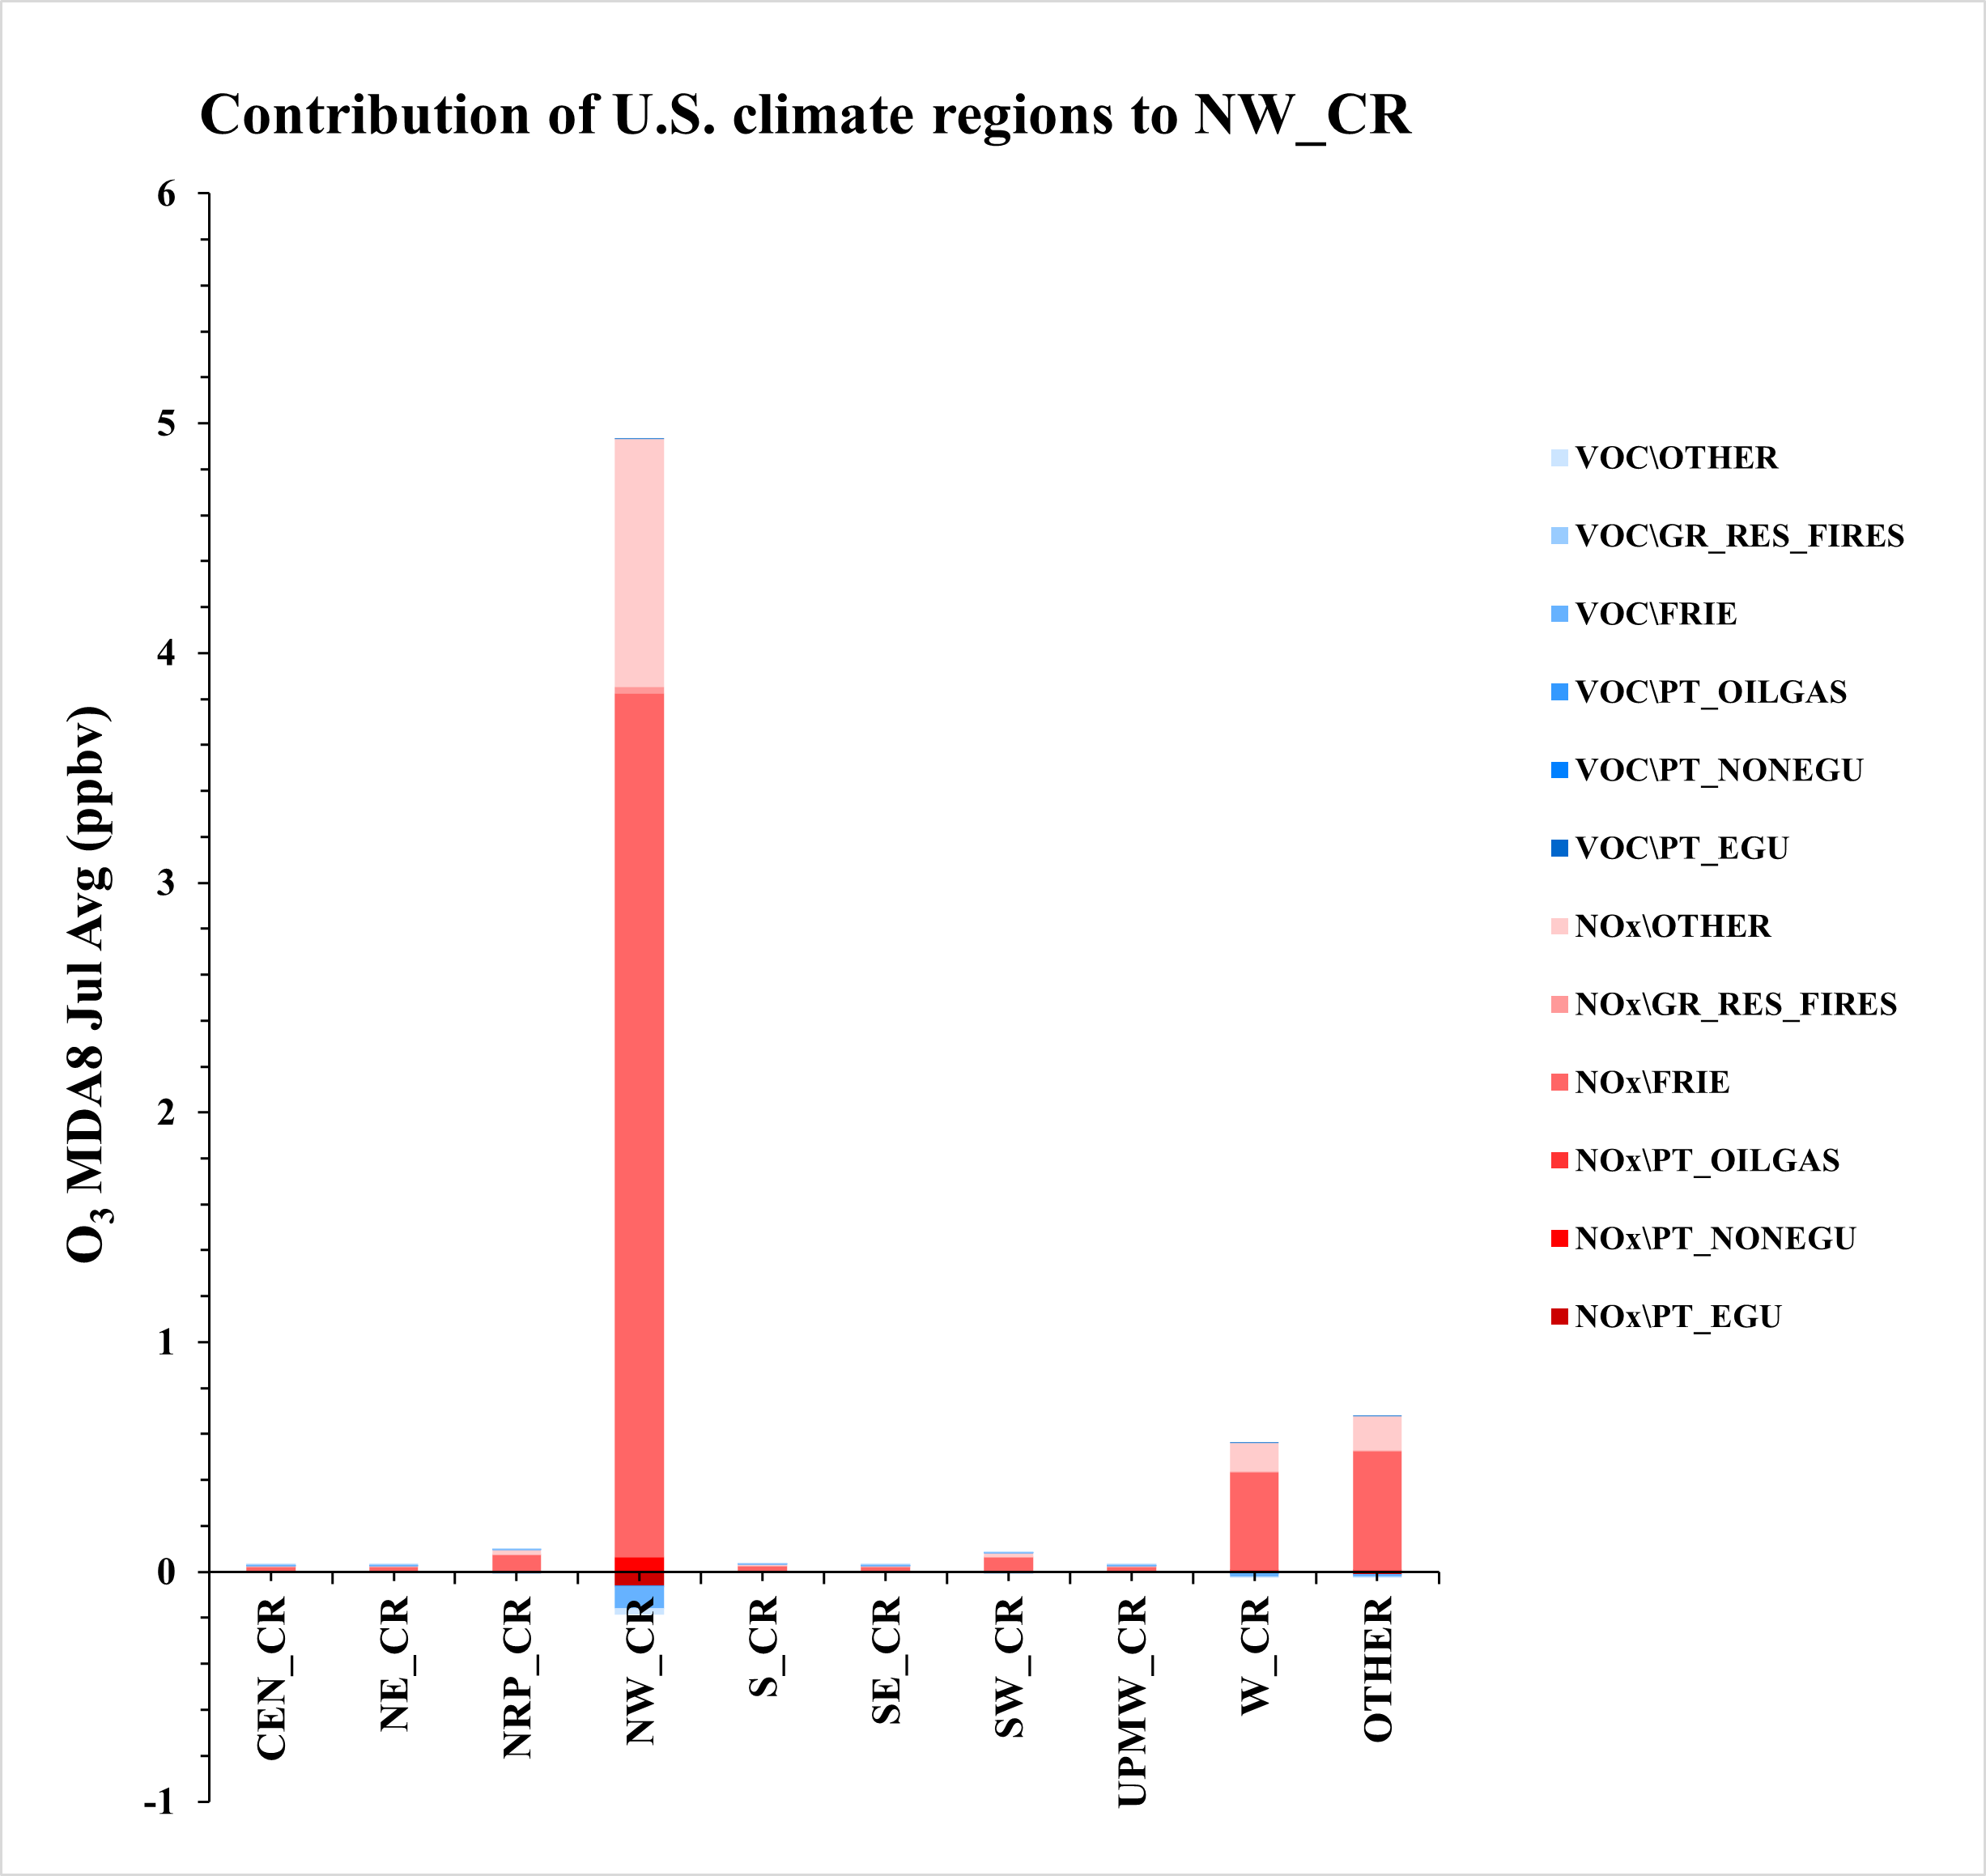 Contribution of U.S. climate regions to NW_CR
O3 MDA8 Jul Avg (ppbv)
6
5
4
3
2
1
0
-1
CEN_CR
NE_CR
NRP_CR
NW_CR
S_CR
SE_CR
SW_CR
UPMW_CR
W_CR
OTHER
VOC\OTHER
VOC\GR_RES_FIRES
VOC\FRIE
VOC\PT_OILGAS
VOC\PT_NONEGU
VOC\PT_EGU
NOx\OTHER
NOx\GR_RES_FIRES
NOx\FRIE
NOx\PT_OILGAS
NOx\PT_NONEGU
NOx\PT_EGU